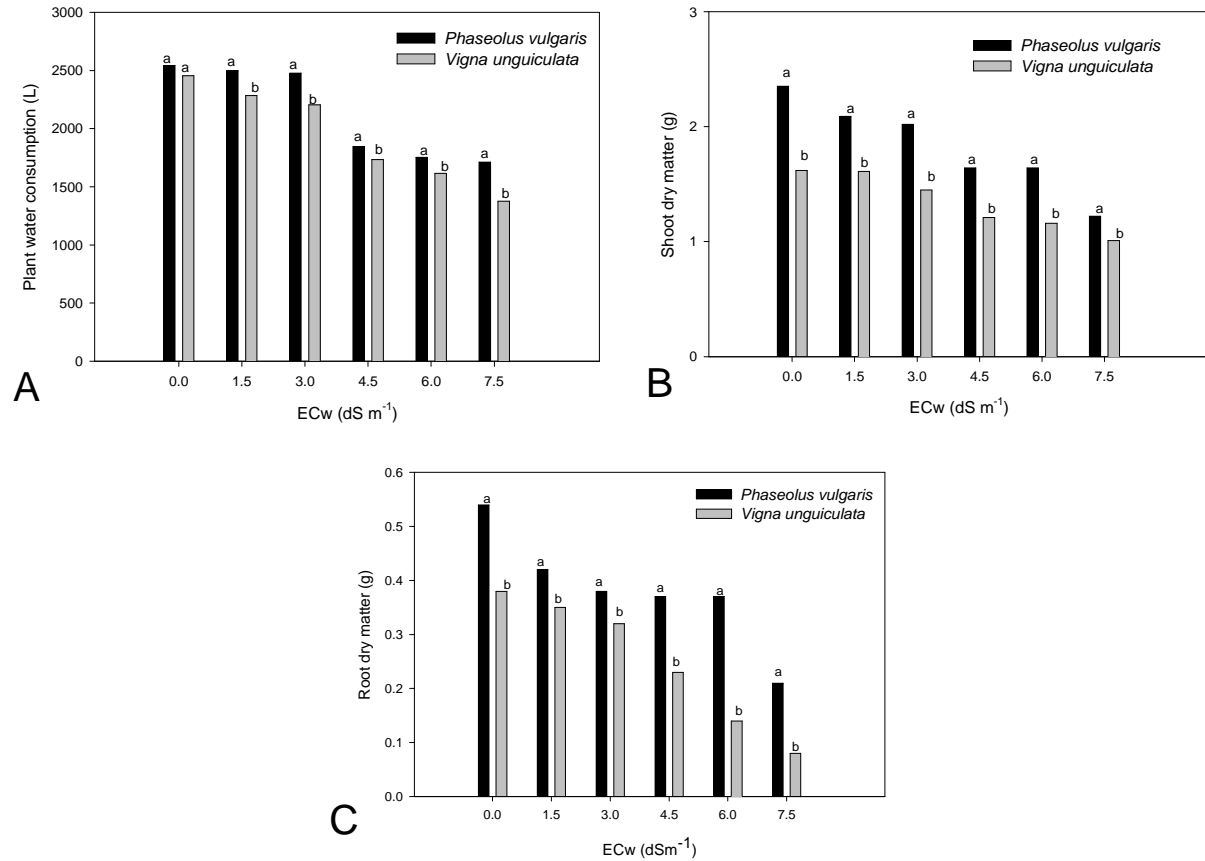 3000
2500
2000
1500
1000
500
0
Plant water consumption (L)
Phaseolus vulgaris
Vigna unguiculata
a a
a b
a b
a b
a b
a b
0.0 1.5 3.0 4.5 6.0 7.5
ECw (dS m⁻¹)
A
3
2
1
0
Shoot dry matter (g)
Phaseolus vulgaris
Vigna unguiculata
a b
a b
a b
a b
a b
a b
0.0 1.5 3.0 4.5 6.0 7.5
ECw (dS m⁻¹)
B
0.6
0.5
0.4
0.3
0.2
0.1
0.0
Root dry matter (g)
Phaseolus vulgaris
Vigna unguiculata
a b
a b
a b
a b
a b
a b
0.0 1.5 3.0 4.5 6.0 7.5
ECw (dSm⁻¹)
C